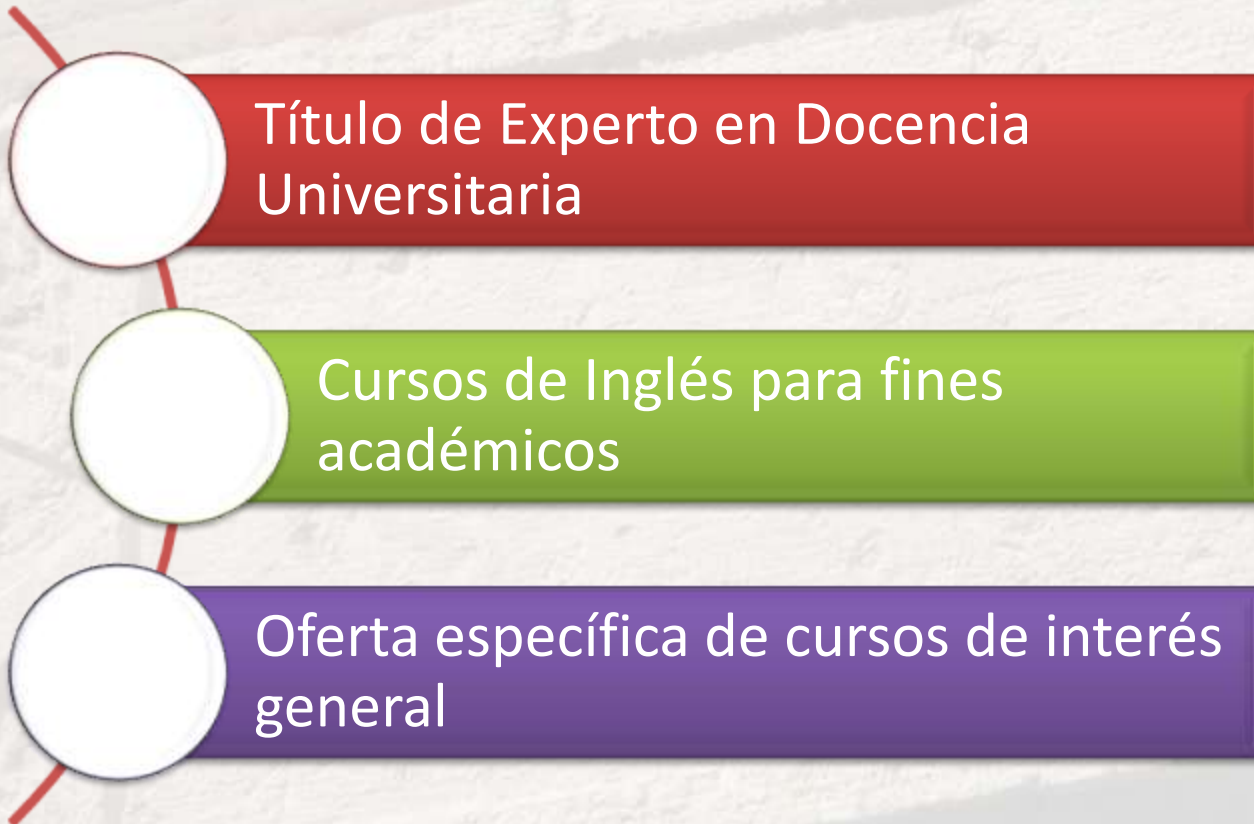 Título de Experto en Docencia
Universitaria
Cursos de Inglés para fines
académicos
Oferta específica de cursos de interés
general